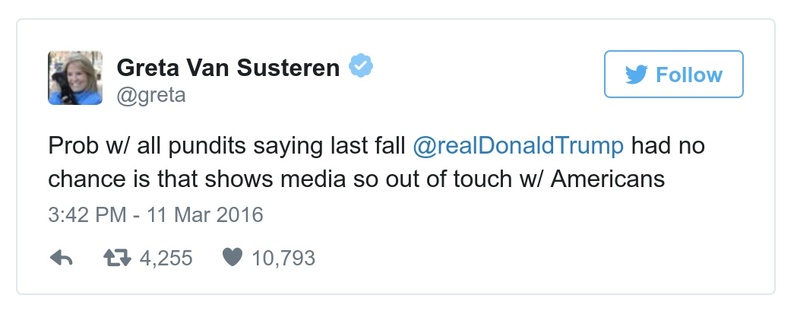 Greta Van Susteren
@greta
Follow
Prob w/ all pundits saying last fall @realDonaldTrump had no
chance is that shows media so out of touch w/ Americans
3:42 PM - 11 Mar 2016
4,255 10,793